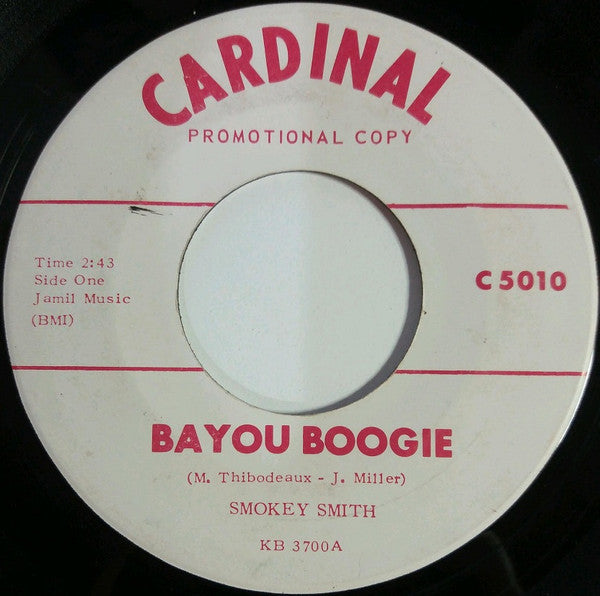 CARDINAL
PROMOTIONAL COPY
Time 2:43
Side One
Jamil Music
(BMI)
C 5010
BAYOU BOOGIE
(M. Thibodeaux - J. Miller)
SMOKEY SMITH
KB 3700A